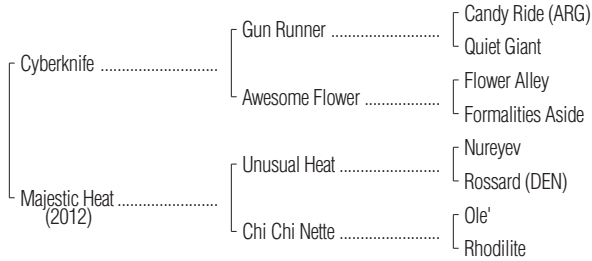 Candy Ride (ARG)
Gun Runner ........................
Quiet Giant
Cyberknife ..........................
Flower Alley
Awesome Flower ................
Formalities Aside
Nureyev
Unusual Heat ......................
Rossard (DEN)
Majestic Heat ......................
(2012)
Ole'
Chi Chi Nette ......................
Rhodilite